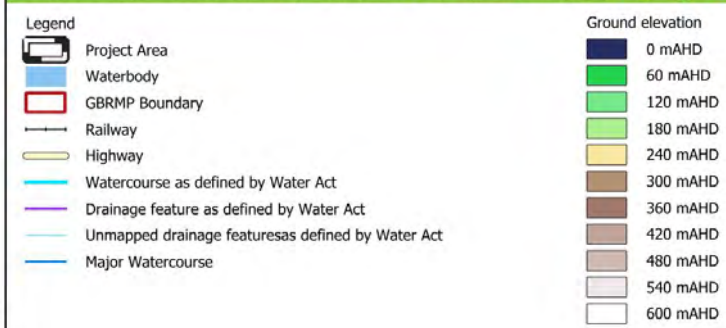 Legend
Project Area
Waterbody
GBRMP Boundary
Railway
Highway
Watercourse as defined by Water Act
Drainage feature as defined by Water Act
Unmapped drainage featuresas defined by Water Act
Major Watercourse
Ground elevation
0 mAHD
60 mAHD
120 mAHD
180 mAHD
240 mAHD
300 mAHD
360 mAHD
420 mAHD
480 mAHD
540 mAHD
600 mAHD